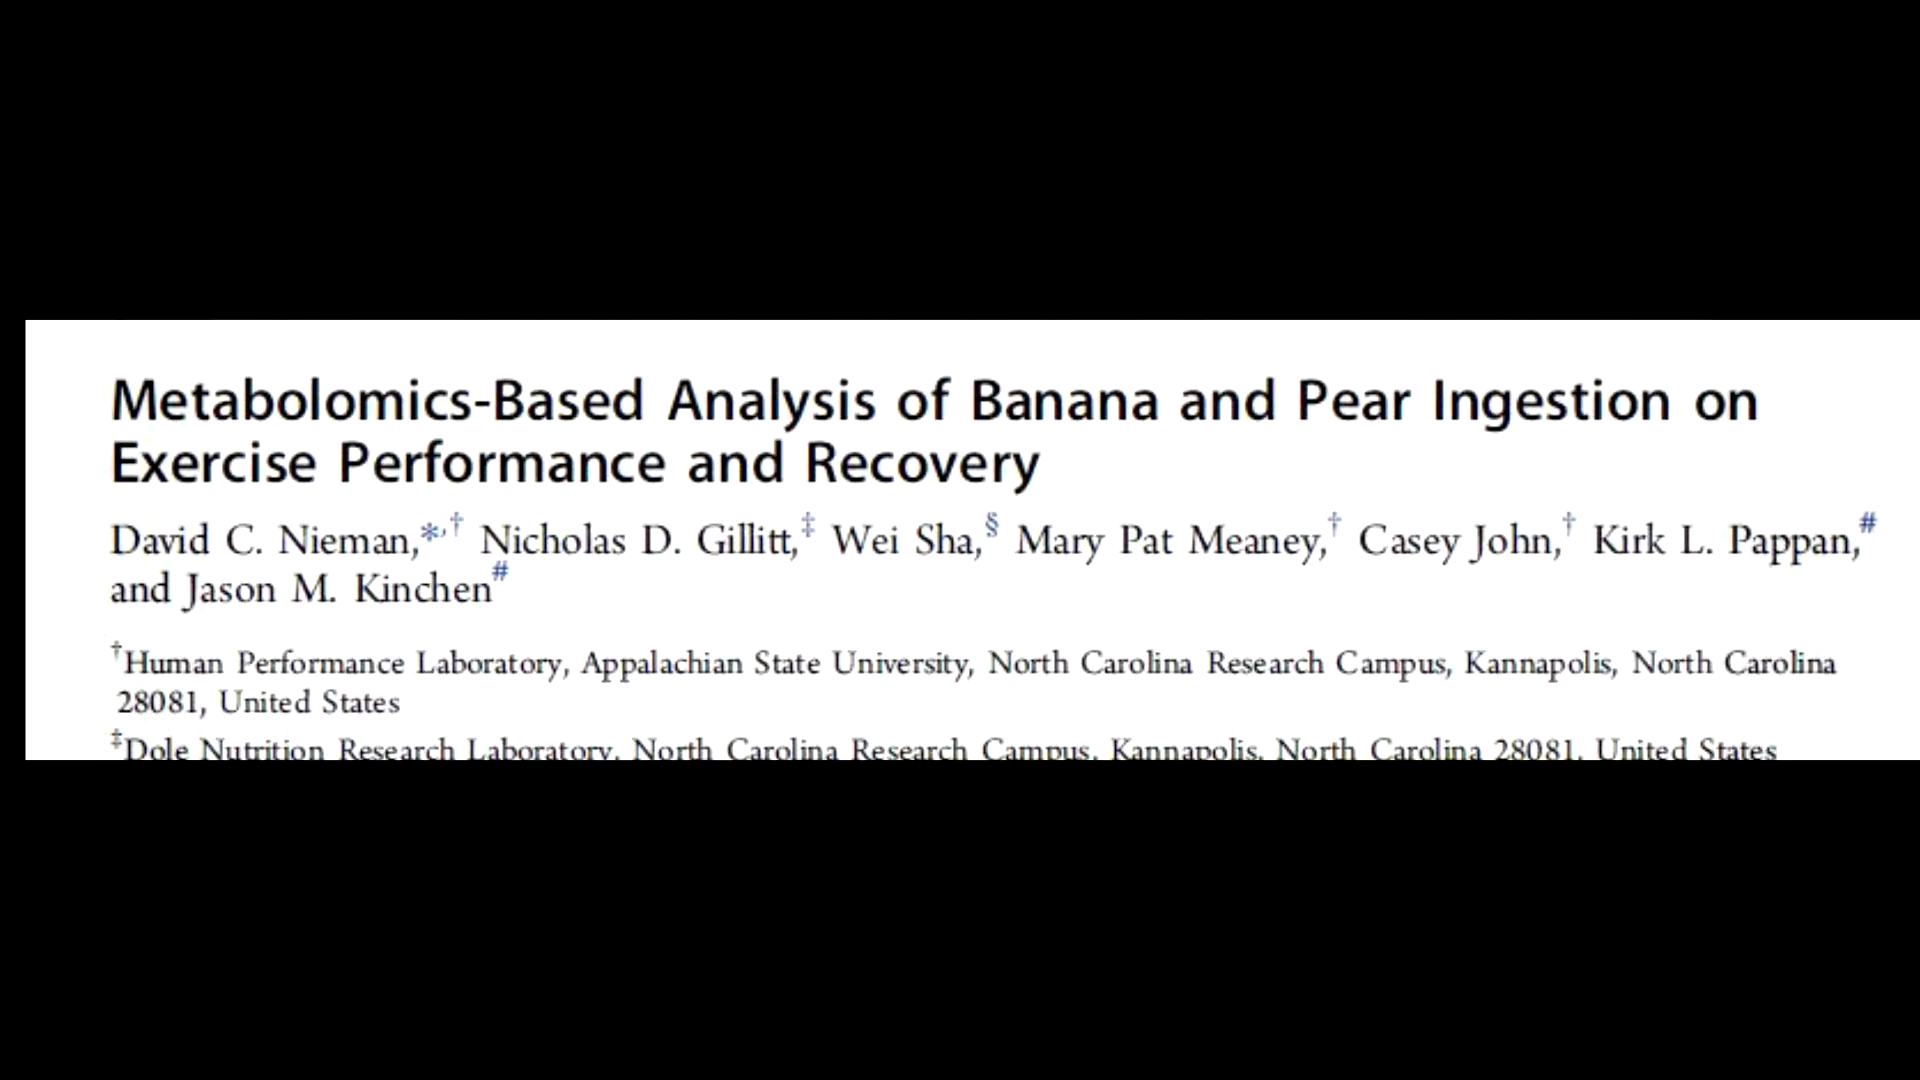 Metabolomics-Based Analysis of Banana and Pear Ingestion on
Exercise Performance and Recovery
David C. Nieman,*,† Nicholas D. Gillitt,‡ Wei Sha,§ Mary Pat Meaney,† Casey John,† Kirk L. Pappan,#
and Jason M. Kinchen#
†Human Performance Laboratory, Appalachian State University, North Carolina Research Campus, Kannapolis, North Carolina
28081, United States
‡Dole Nutrition Research Laboratory, North Carolina Research Campus, Kannapolis, North Carolina 28081, United States